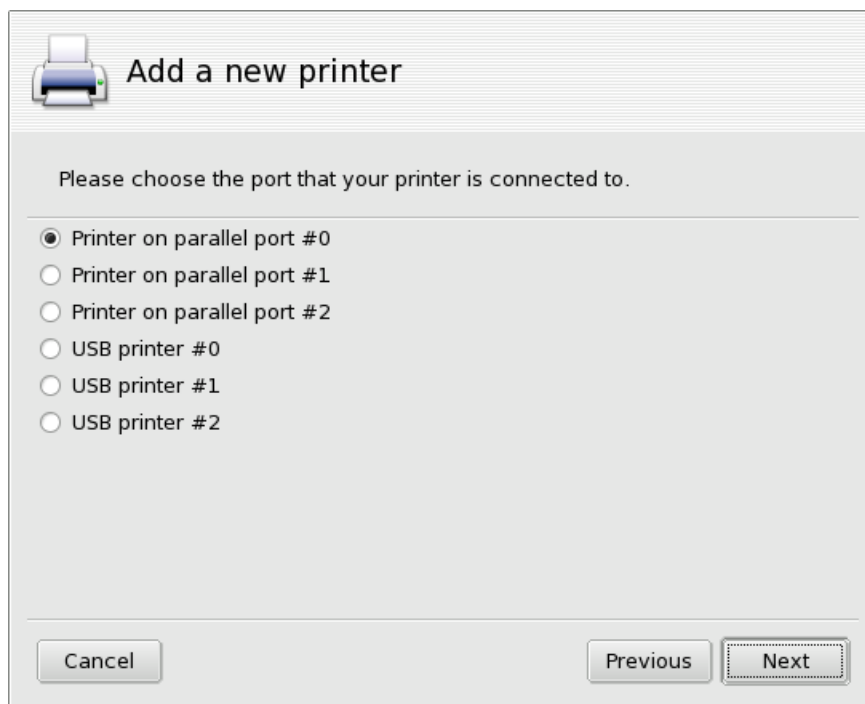 Add a new printer
Please choose the port that your printer is connected to.
Printer on parallel port #0
Printer on parallel port #1
Printer on parallel port #2
USB printer #0
USB printer #1
USB printer #2
Cancel
Previous
Next